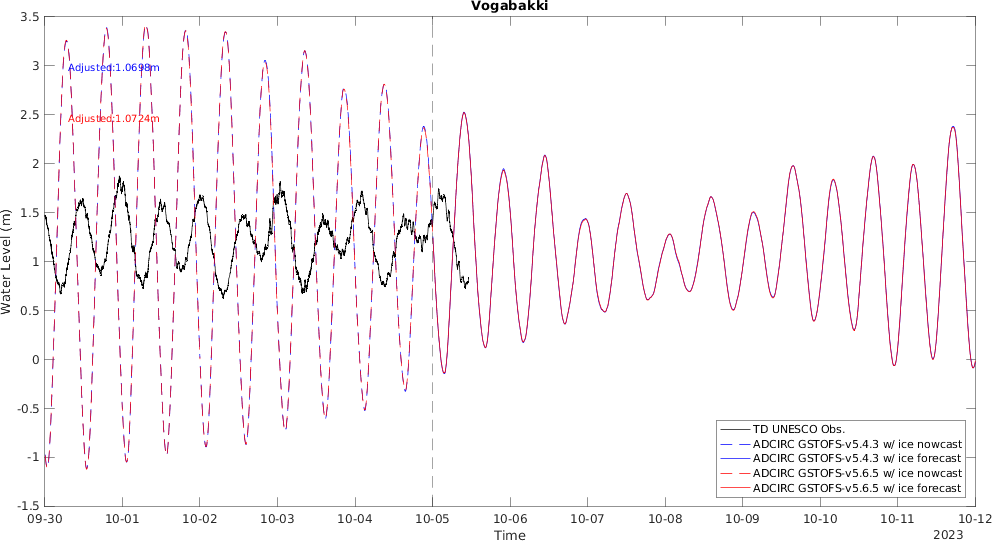 Vogabakki
3.5
3
2.5
2
1.5
1
0.5
0
-0.5
-1
-1.5
Water Level (m)
Adjusted:1.0698m
Adjusted:1.0724m
TD UNESCO Obs.
ADCIRC GSTOFS-v5.4.3 w/ ice nowcast
ADCIRC GSTOFS-v5.4.3 w/ ice forecast
ADCIRC GSTOFS-v5.6.5 w/ ice nowcast
ADCIRC GSTOFS-v5.6.5 w/ ice forecast
09-30 10-01 10-02 10-03 10-04 10-05 10-06 10-07 10-08 10-09 10-10 10-11 10-12
Time
2023